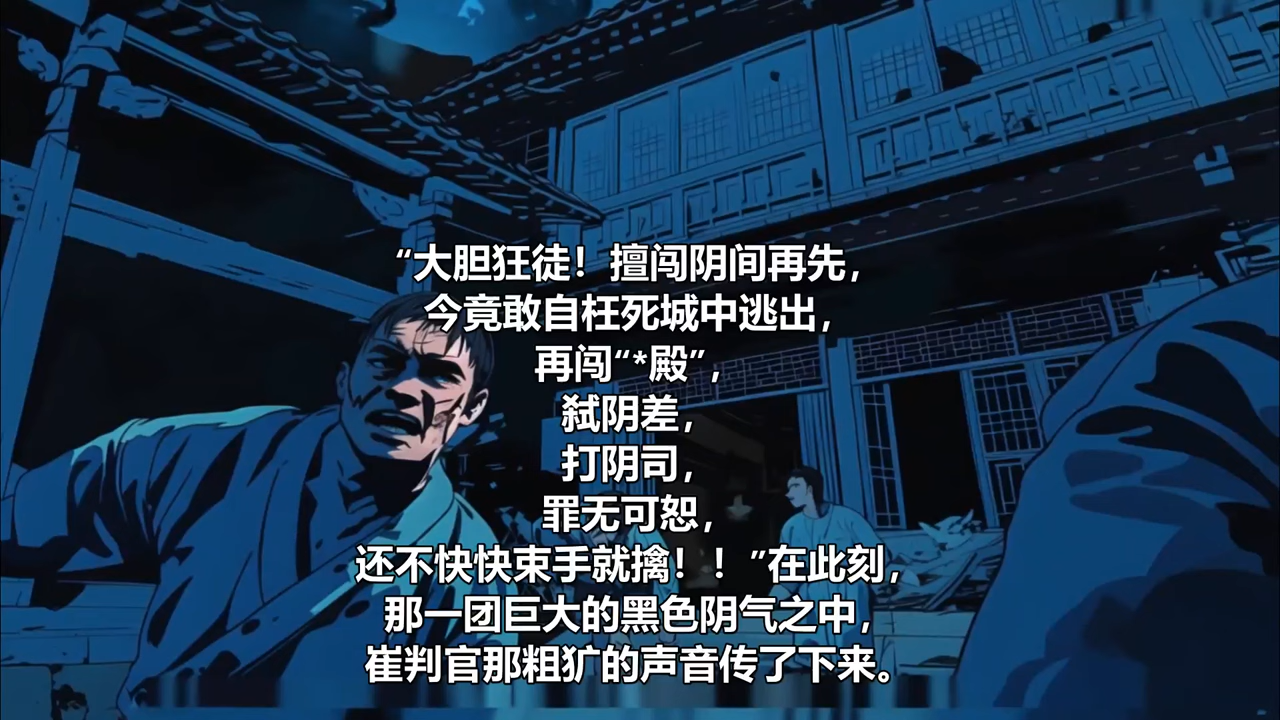 “大胆狂徒！擅闯阴间再先，
今竟敢自枉死城中逃出，
再闯“*殿”，
弑阴差，
打阴司，
罪无可恕，
还不快快束手就擒！！”在此刻，
那一团巨大的黑色阴气之中，
崔判官那粗犷的声音传了下来。